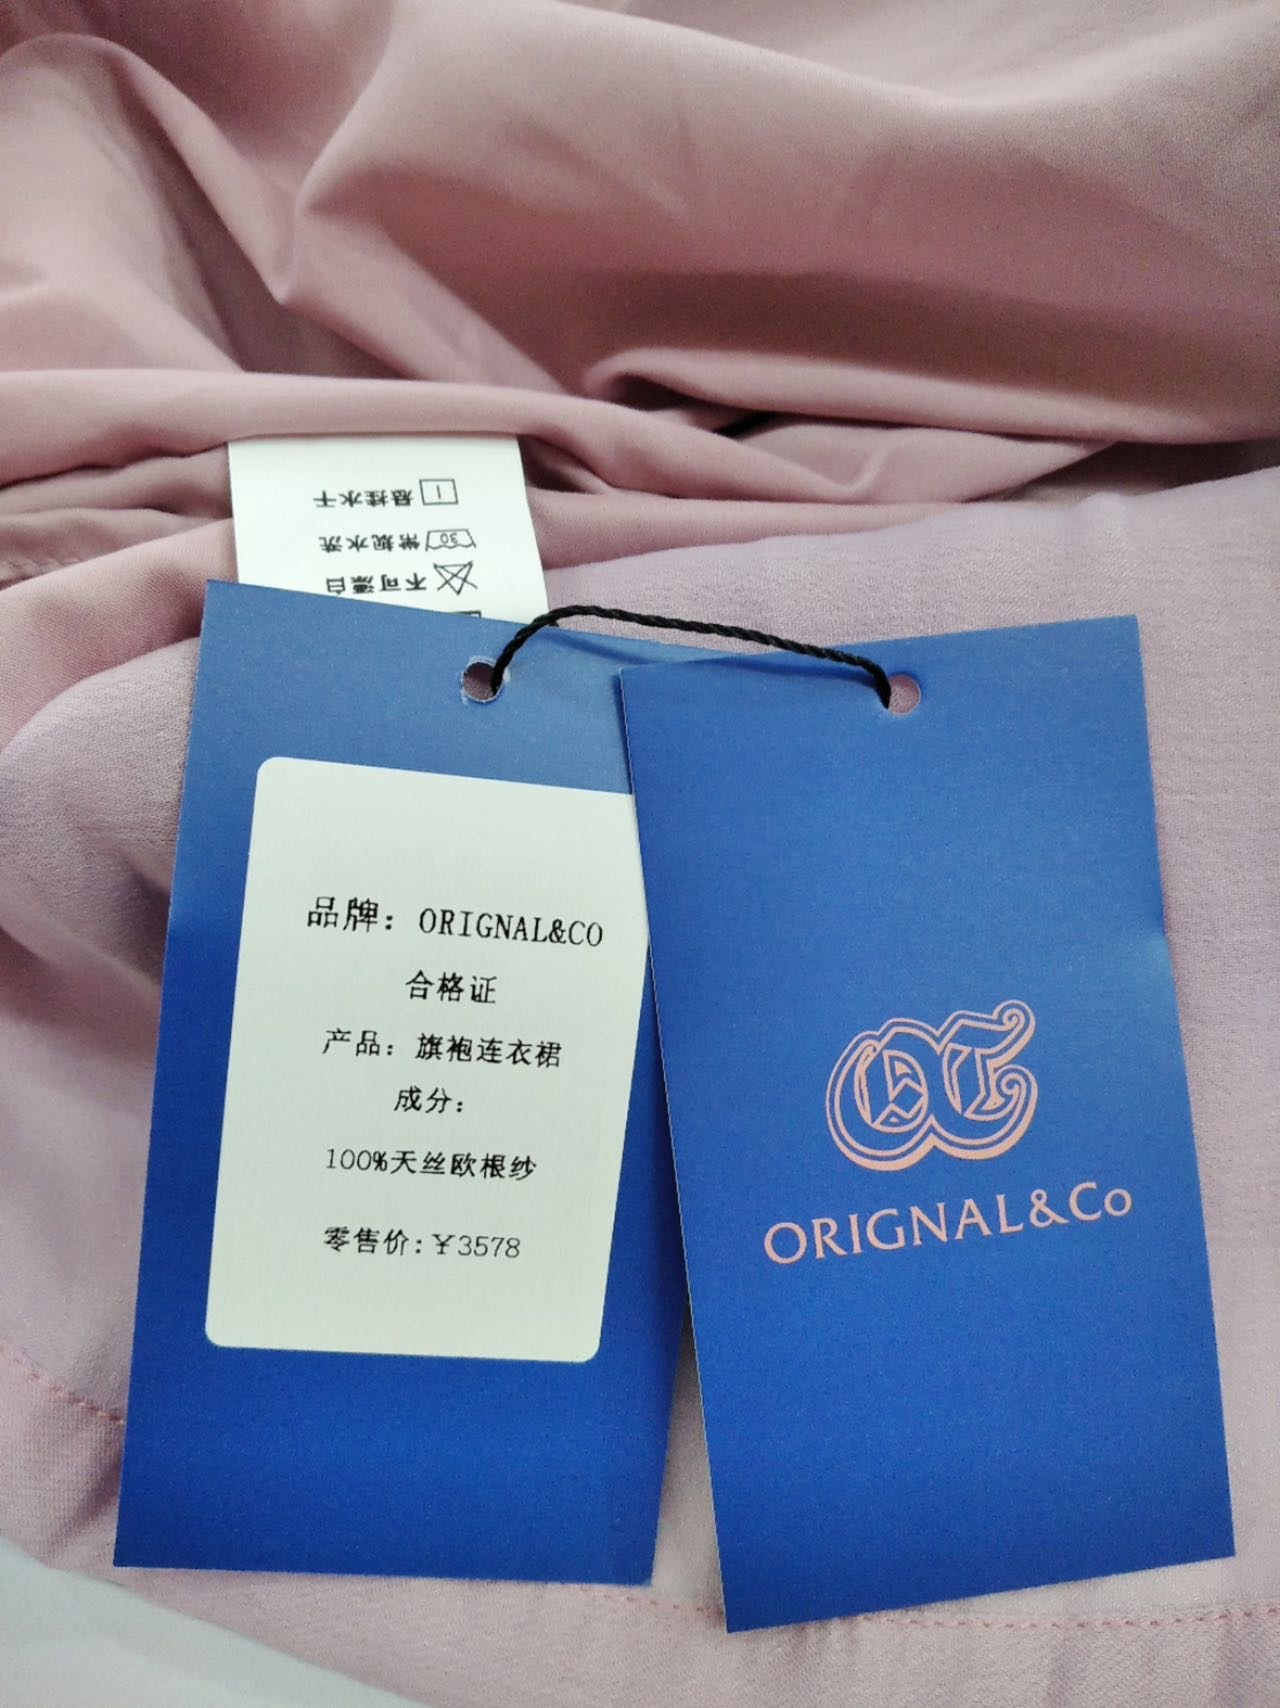 悬挂水干
30 常规水洗
不可漂白
品牌：ORIGNAL&CO
合格证
产品：旗袍连衣裙
成分：
100%天丝欧根纱
零售价：￥3578
ORIGNAL&Co